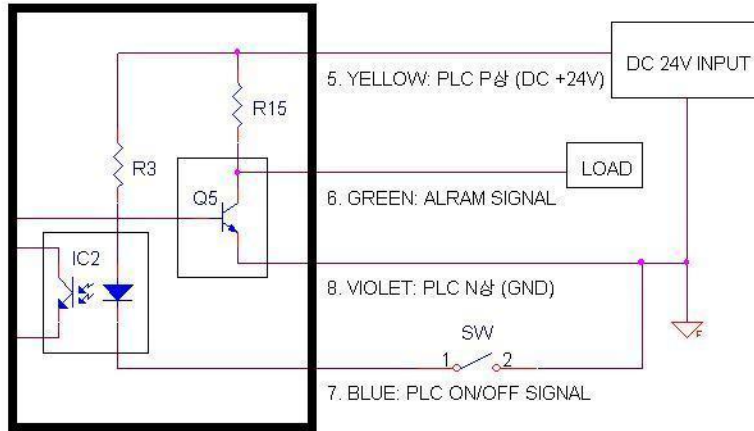 DC 24V INPUT
5. YELLOW: PLC P상 (DC +24V)
R15
R3
LOAD
Q5
6. GREEN: ALRAM SIGNAL
IC2
8. VIOLET: PLC N상 (GND)
SW
1 2
7. BLUE: PLC ON/OFF SIGNAL